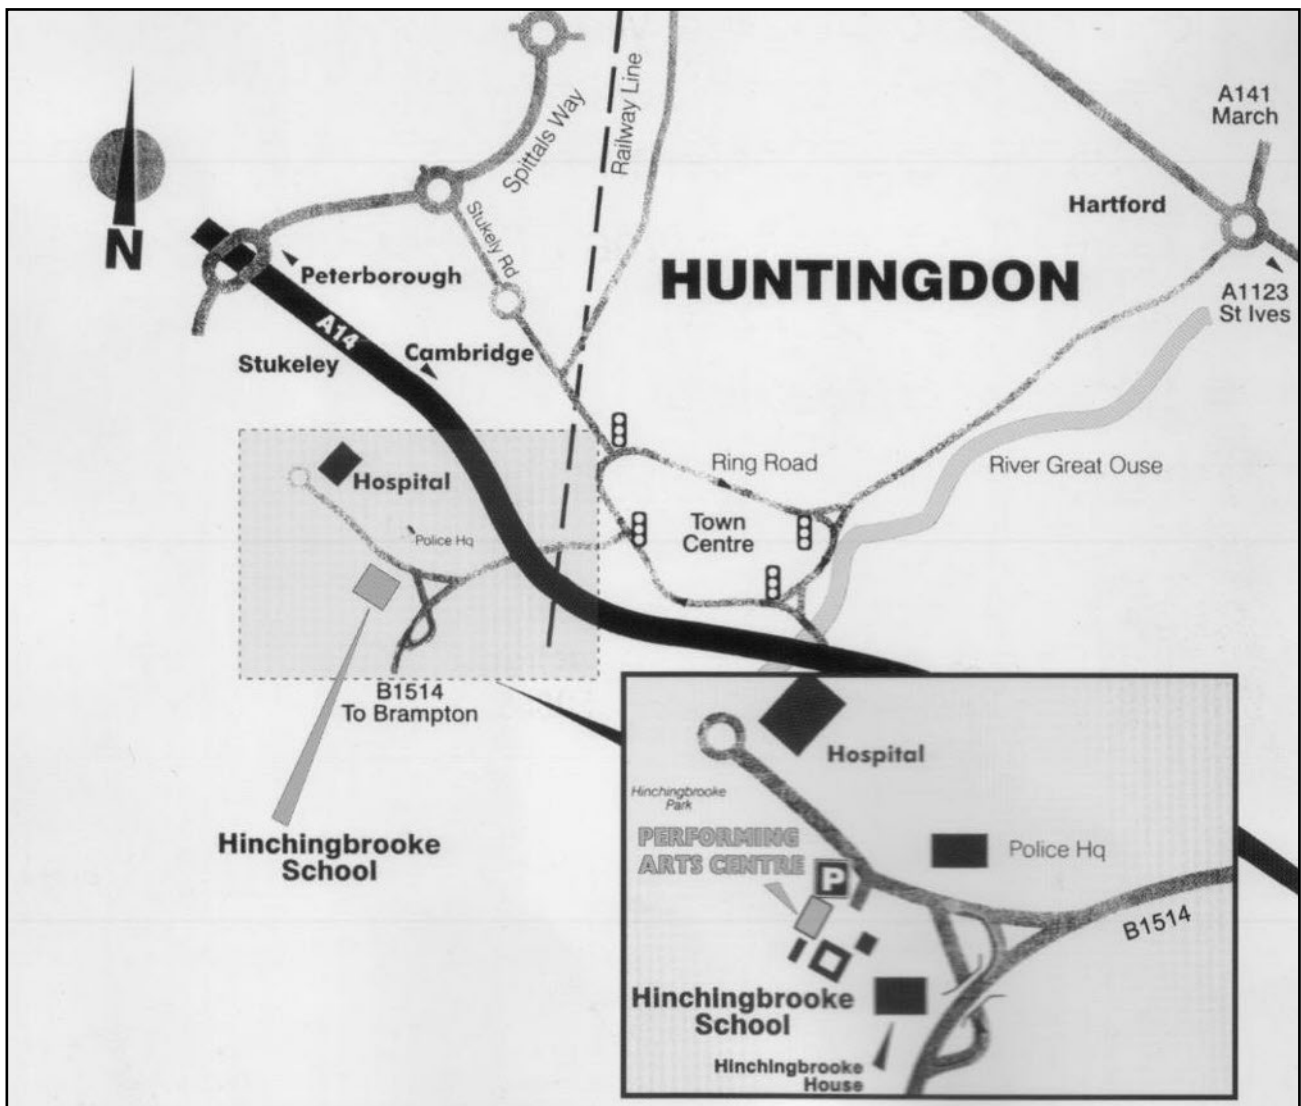 N
Spittals Way
Railway Line
A141
March
Hartford
Stukely Rd
HUNTINGDON
Peterborough
A1123
St Ives
A14
Stukeley
Cambridge
Ring Road
River Great Ouse
Hospital
Town
Centre
Police Hq
B1514
To Brampton
Hinchingbrooke
School
Hospital
Hinchingbrooke
Park
PERFORMING
ARTS CENTRE
P
Police Hq
B1514
Hinchingbrooke
School
Hinchingbrooke
House